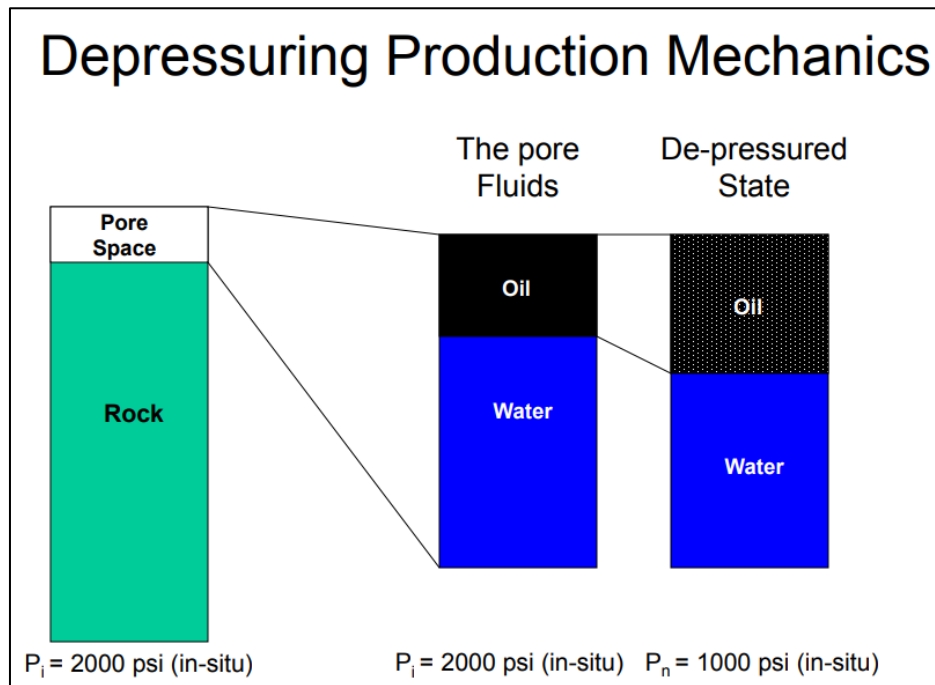 Depressuring Production Mechanics
The pore
Fluids
De-pressured
State
Pore
Space
Rock
Oil
Water
Oil
Water
Pi = 2000 psi (in-situ)
Pi = 2000 psi (in-situ)
Pn = 1000 psi (in-situ)